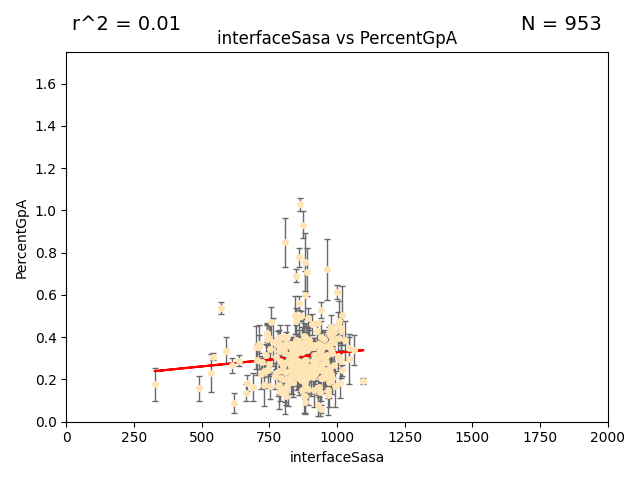 r^2 = 0.01
N = 953
interfaceSasa vs PercentGpA
PercentGpA
1.6
1.4
1.2
1.0
0.8
0.6
0.4
0.2
0.0
0 250 500 750 1000 1250 1500 1750 2000
interfaceSasa